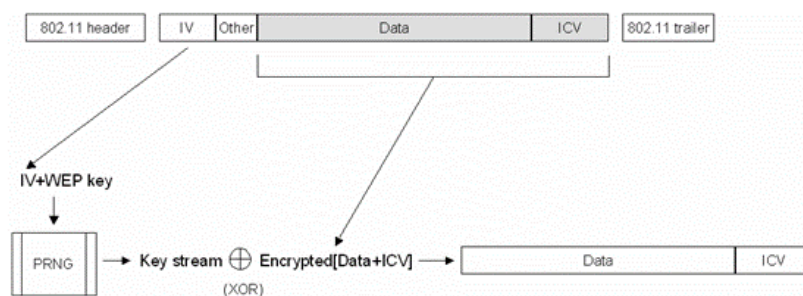 802.11 header IV Other Data ICV 802.11 trailer
IV+WEP key
PRNG Key stream Encrypted[Data+ICV] Data ICV
(XOR)